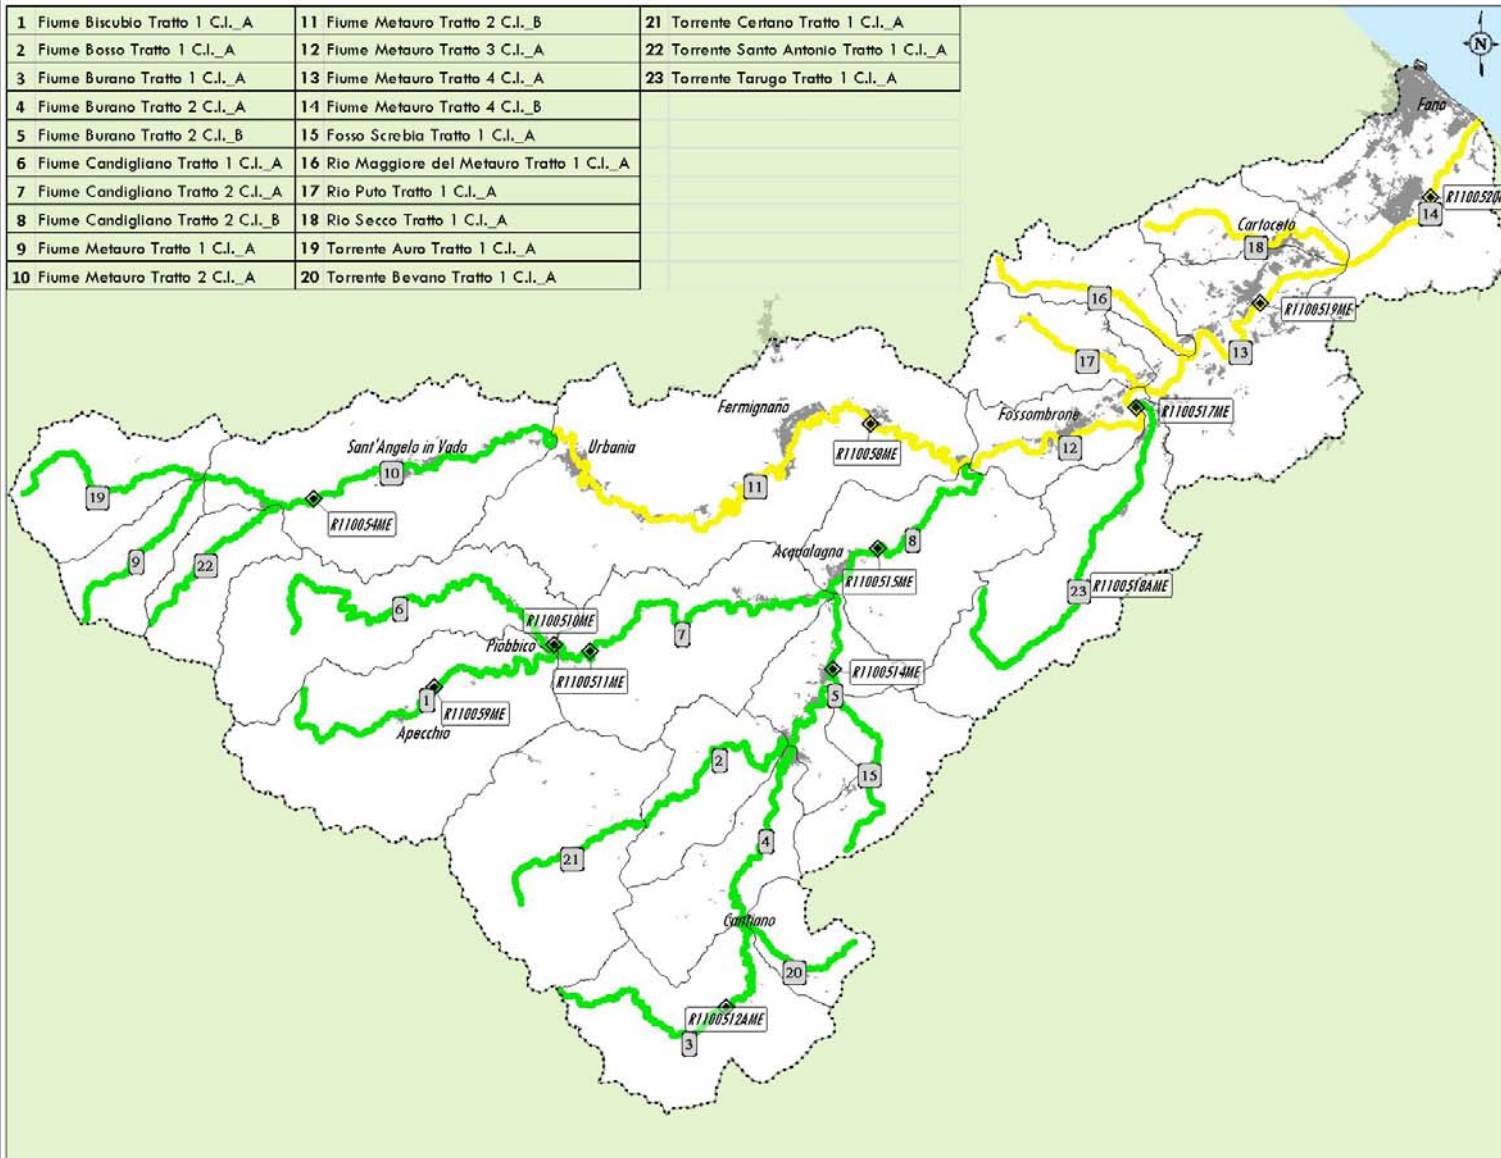 1 Fiume Biscubio Tratto 1 C.I._A
2 Fiume Bosso Tratto 1 C.I._A
3 Fiume Burano Tratto 1 C.I._A
4 Fiume Burano Tratto 2 C.I._A
5 Fiume Burano Tratto 2 C.I._B
6 Fiume Candigliano Tratto 1 C.I._A
7 Fiume Candigliano Tratto 2 C.I._A
8 Fiume Candigliano Tratto 2 C.I._B
9 Fiume Metauro Tratto 1 C.I._A
10 Fiume Metauro Tratto 2 C.I._A
11 Fiume Metauro Tratto 2 C.I._B
12 Fiume Metauro Tratto 3 C.I._A
13 Fiume Metauro Tratto 4 C.I._A
14 Fiume Metauro Tratto 4 C.I._B
15 Fosso Screbia Tratto 1 C.I._A
16 Rio Maggiore del Metauro Tratto 1 C.I._A
17 Rio Puto Tratto 1 C.I._A
18 Rio Secco Tratto 1 C.I._A
19 Torrente Auro Tratto 1 C.I._A
20 Torrente Bevano Tratto 1 C.I._A
21 Torrente Certano Tratto 1 C.I._A
22 Torrente Santo Antonio Tratto 1 C.I._A
23 Torrente Tarugo Tratto 1 C.I._A
N
Fano
R1100520
14
Cartoceto
18
16
R1100519ME
13
17
Fossombrone
R1100517ME
12
Fermignano
R110058ME
Sant'Angelo in Vado
Urbania
10
11
19
R110054ME
9
22
Acqualagna
8
R1100515ME
23
R1100518AME
6
R1100510ME
Piobbico
7
R1100511ME
R1100514ME
5
1
R110059ME
Apecchio
2
15
4
21
Cantiano
20
R1100512AME
3